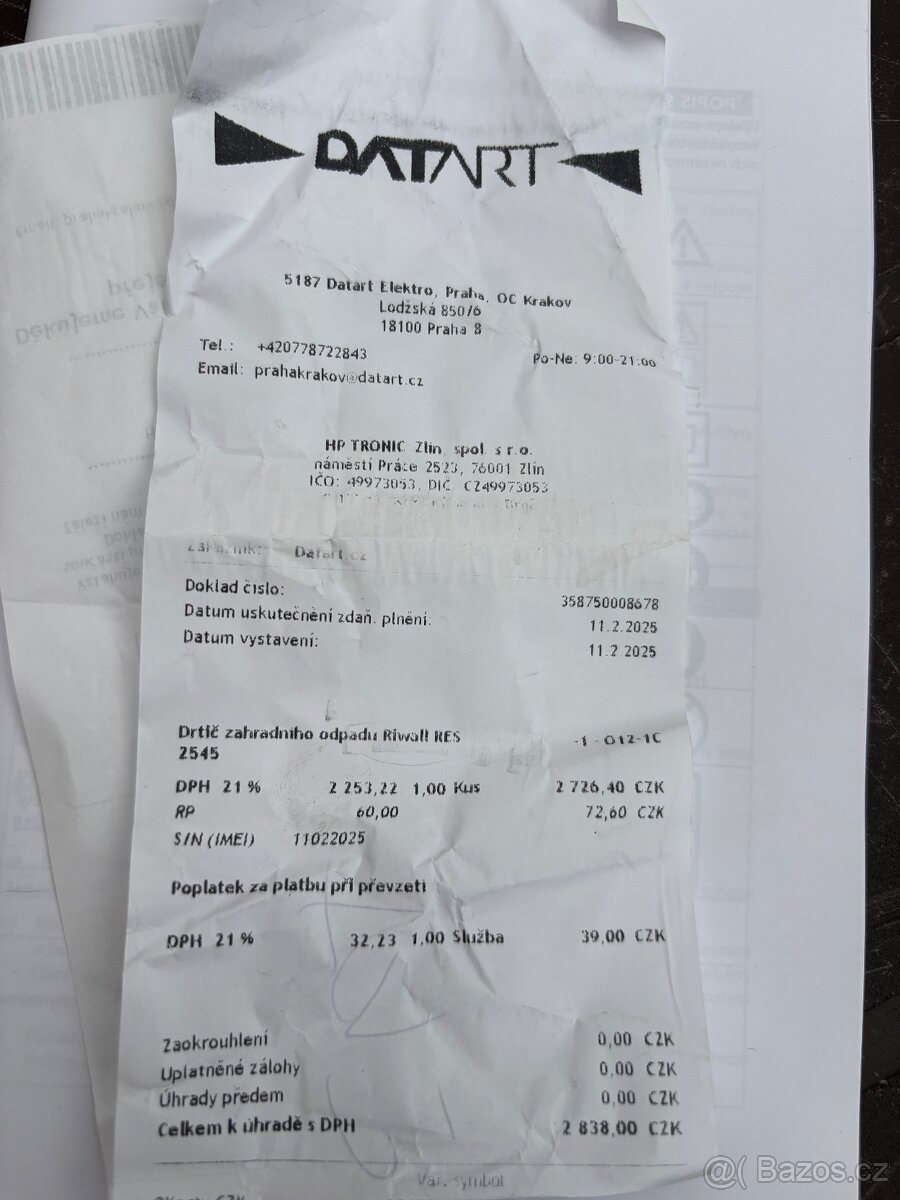 DATART
5187 Datart Elektro, Praha, OC Krakov
Lodžská 850/6
18100 Praha 8
Tel.: +420778722843 Po-Ne: 9:00-21:00
Email: prahakrakov@datart.cz
HP TRONIC Zlín, spol. s r.o.
náměstí Práce 2523, 76001 Zlín
IČO: 49973053, DIČ: CZ49973053
Zákazník: Datart.cz
Doklad číslo: 358750008678
Datum uskutečnění zdaň. plnění: 11.2.2025
Datum vystavení: 11.2.2025
Drtič zahradního odpadu Riwall RES -1 - O12-1C
2545
DPH 21 % 2 253,22 1,00 Kus 2 726,40 CZK
RP 60,00 72,60 CZK
S/N (IMEI) 11022025
Poplatek za platbu při převzetí
DPH 21 % 32,23 1,00 Služba 39,00 CZK
Zaokrouhlení 0,00 CZK
Uplatněné zálohy 0,00 CZK
Úhrady předem 0,00 CZK
Celkem k úhradě s DPH 2 838,00 CZK
Var. symbol
@( Bazos.cz